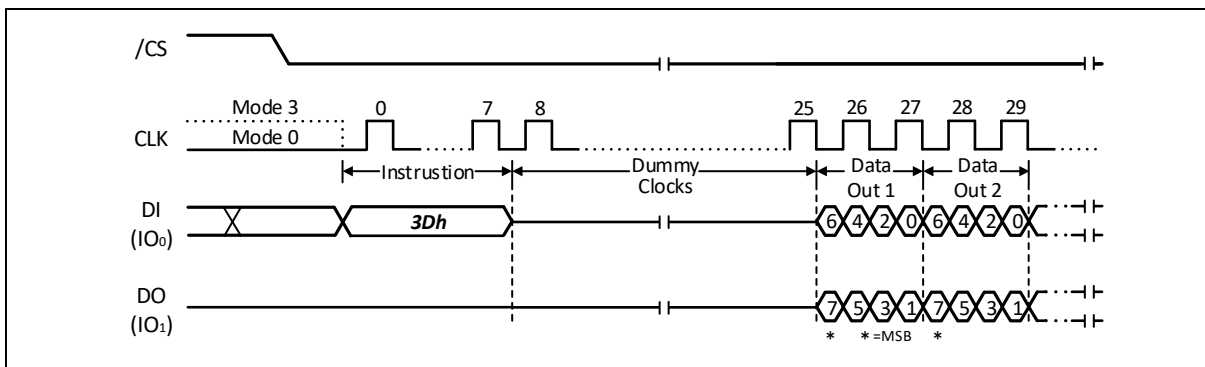 /CS
Mode 3 0 7 8 25 26 27 28 29
CLK Mode 0
Instrustion Dummy Clocks Data Out 1 Data Out 2
DI (IO0) 3Dh 6 4 2 0 6 4 2 0
DO (IO1) 7 5 3 1 7 5 3 1
* * =MSB *